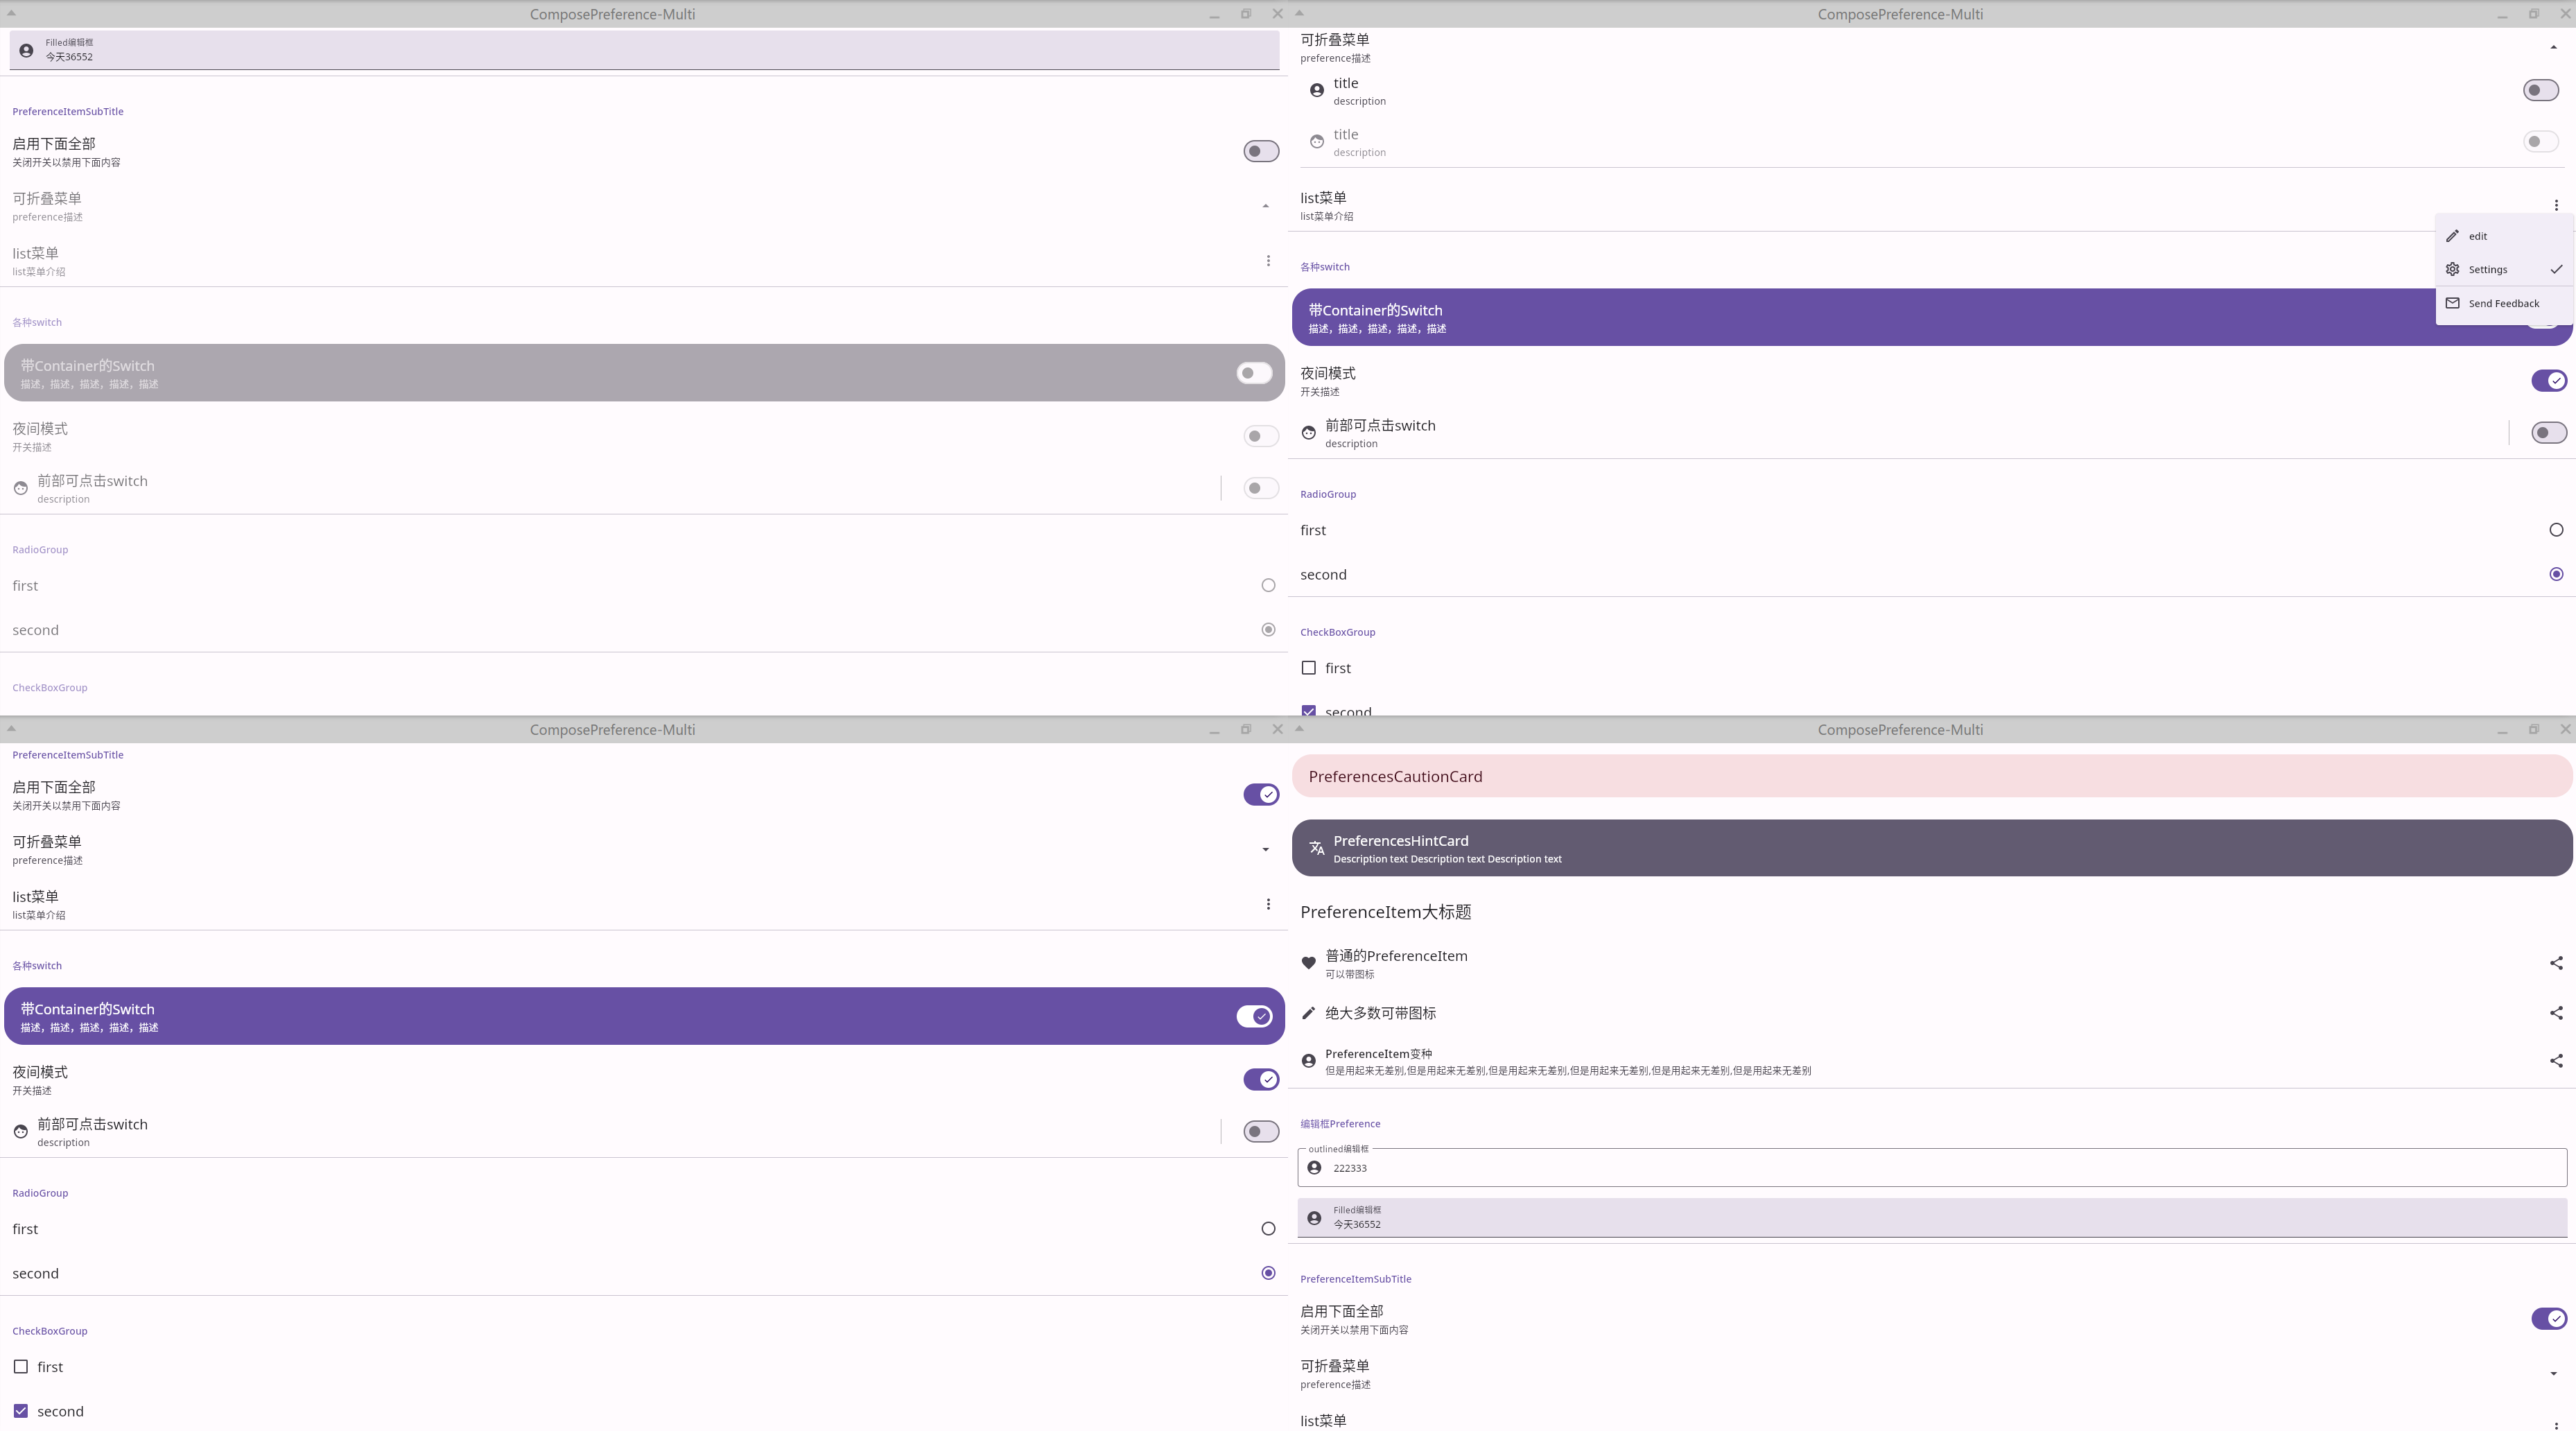 ComposePreference-Multi
Filled编辑框
今天36552
PreferenceItemSubTitle
启用下面全部
关闭开关以禁用下面内容
可折叠菜单
preference描述
list菜单
list菜单介绍
各种switch
带Container的Switch
描述，描述，描述，描述，描述
夜间模式
开关描述
前部可点击switch
description
RadioGroup
first
second
CheckBoxGroup
ComposePreference-Multi
可折叠菜单
preference描述
title
description
title
description
list菜单
list菜单介绍
edit
Settings
Send Feedback
各种switch
带Container的Switch
描述，描述，描述，描述，描述
夜间模式
开关描述
前部可点击switch
description
RadioGroup
first
second
CheckBoxGroup
first
second
ComposePreference-Multi
PreferenceItemSubTitle
启用下面全部
关闭开关以禁用下面内容
可折叠菜单
preference描述
list菜单
list菜单介绍
各种switch
带Container的Switch
描述，描述，描述，描述，描述
夜间模式
开关描述
前部可点击switch
description
RadioGroup
first
second
CheckBoxGroup
first
second
ComposePreference-Multi
PreferencesCautionCard
PreferencesHintCard
Description text Description text Description text
PreferenceItem大标题
普通的PreferenceItem
可以带图标
绝大多数可带图标
PreferenceItem变种
但是用起来无差别,但是用起来无差别,但是用起来无差别,但是用起来无差别,但是用起来无差别,但是用起来无差别
编辑框Preference
outlined编辑框
222333
Filled编辑框
今天36552
PreferenceItemSubTitle
启用下面全部
关闭开关以禁用下面内容
可折叠菜单
preference描述
list菜单